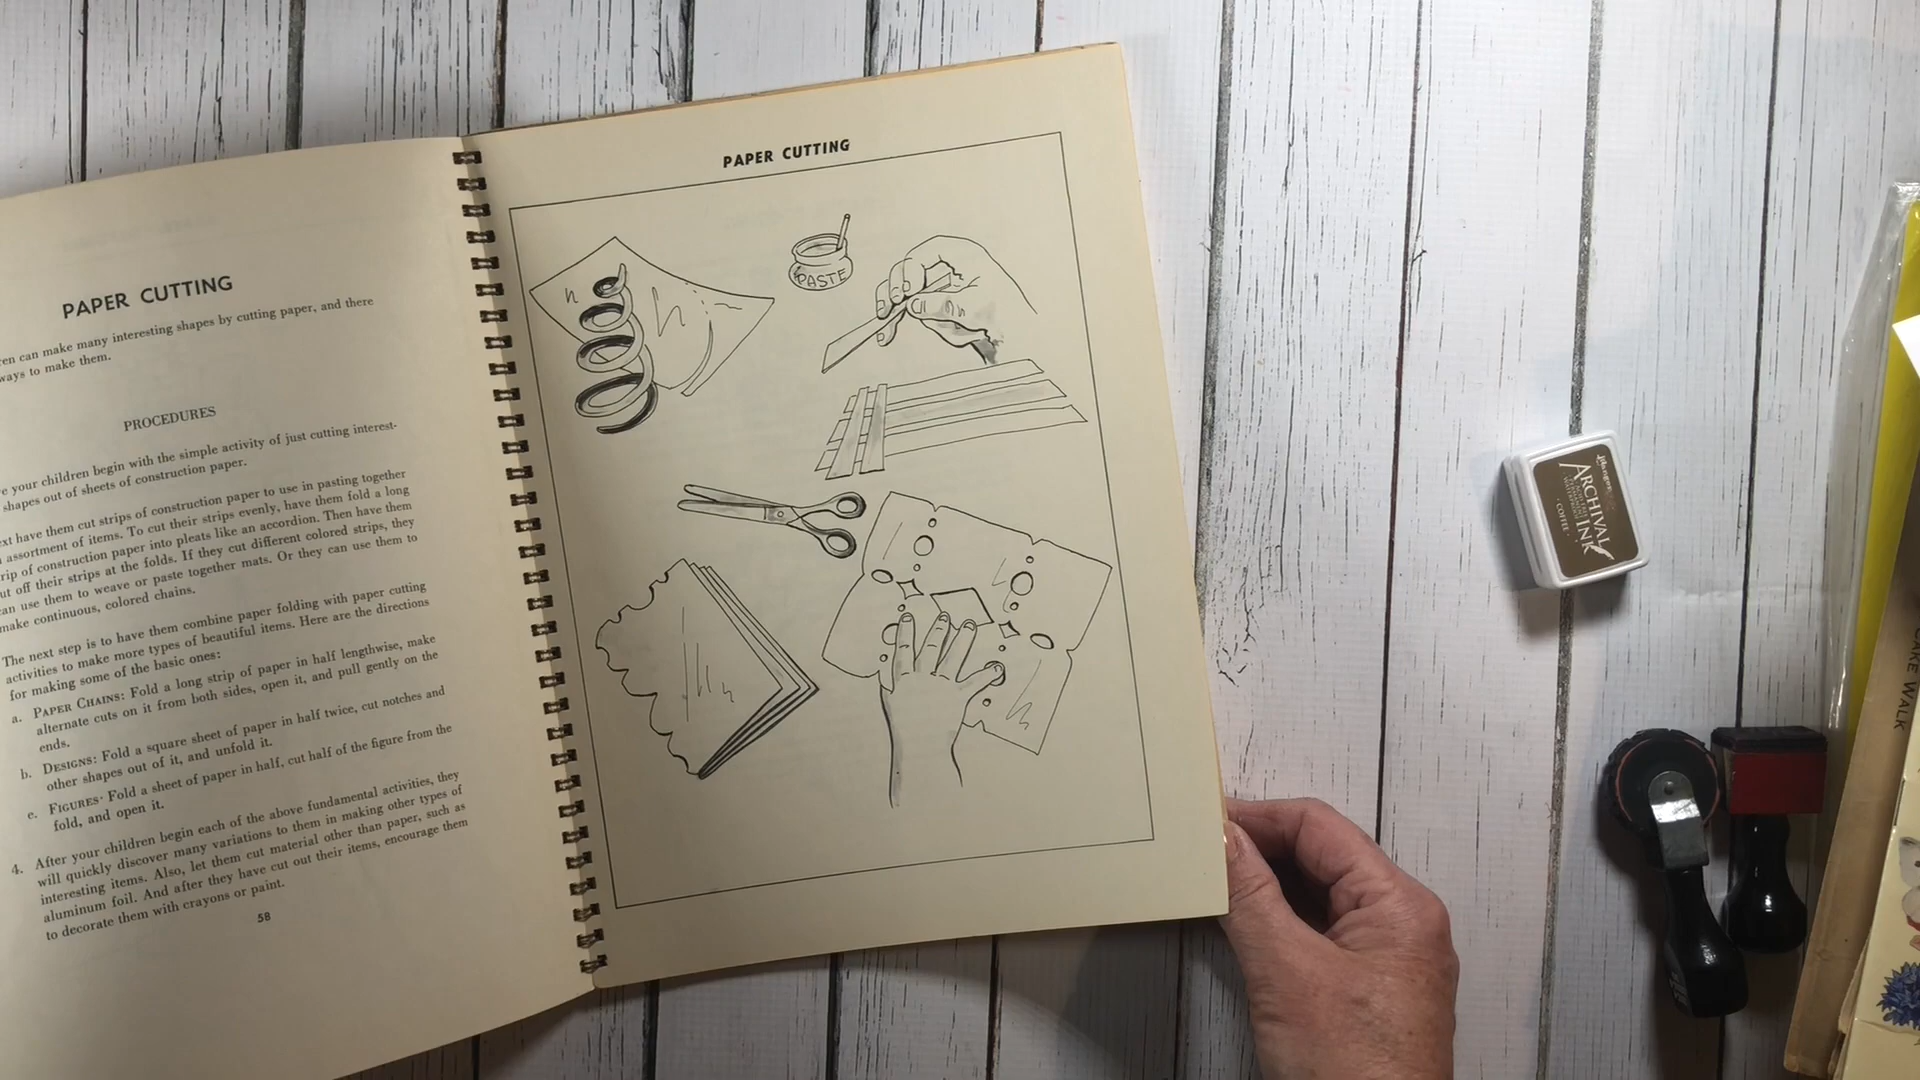 PAPER CUTTING
can make many interesting shapes by cutting paper, and there
ways to make them.
PROCEDURES
your children begin with the simple activity of just cutting interest-
shapes out of sheets of construction paper.
have them cut strips of construction paper to use in pasting together
assortment of items. To cut their strips evenly, have them fold a long
of construction paper into pleats like an accordion. Then have them
off their strips at the folds. If they cut different colored strips, they
use them to weave or paste together mats. Or they can use them to
make continuous, colored chains.
The next step is to have them combine paper folding with paper cutting
activities to make more types of beautiful items. Here are the directions
for making some of the basic ones:
a. PAPER CHAINS: Fold a long strip of paper in half lengthwise, make
alternate cuts on it from both sides, open it, and pull gently on the
ends.
b. DESIGNS: Fold a square sheet of paper in half twice, cut notches and
other shapes out of it, and unfold it.
c. FIGURES: Fold a sheet of paper in half, cut half of the figure from the
fold, and open it.
4. After your children begin each of the above fundamental activities, they
will quickly discover many variations to them in making other types of
interesting items. Also, let them cut material other than paper, such as
aluminum foil. And after they have cut out their items, encourage them
to decorate them with crayons or paint.
58
PAPER CUTTING
PASTE
Ranger
ARCHIVAL
INK
COFFEE
CAKE WALK